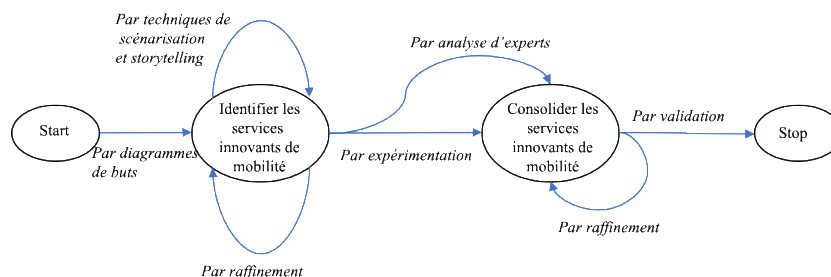 Par techniques de
scénarisation
et storytelling
Par analyse d’experts
Start
Identifier les
services
innovants de
mobilité
Consolider les
services
innovants de
mobilité
Par validation
Stop
Par diagrammes
de buts
Par expérimentation
Par raffinement
Par raffinement